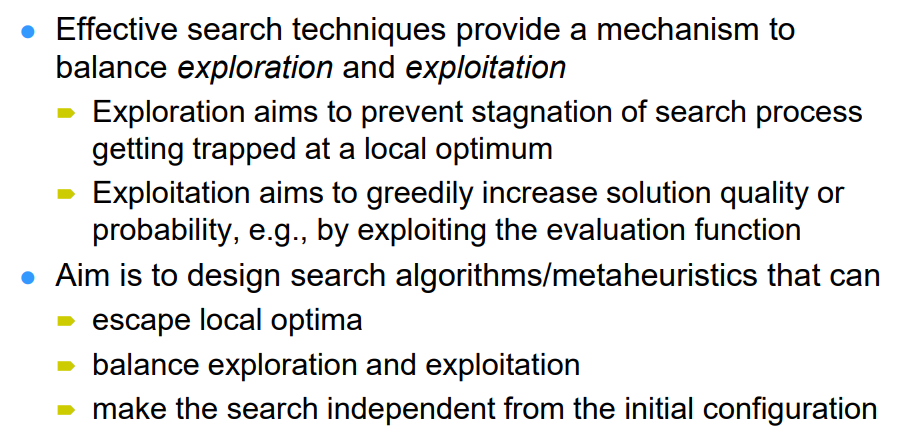 Effective search techniques provide a mechanism to
balance exploration and exploitation
Exploration aims to prevent stagnation of search process
getting trapped at a local optimum
Exploitation aims to greedily increase solution quality or
probability, e.g., by exploiting the evaluation function
Aim is to design search algorithms/metaheuristics that can
escape local optima
balance exploration and exploitation
make the search independent from the initial configuration